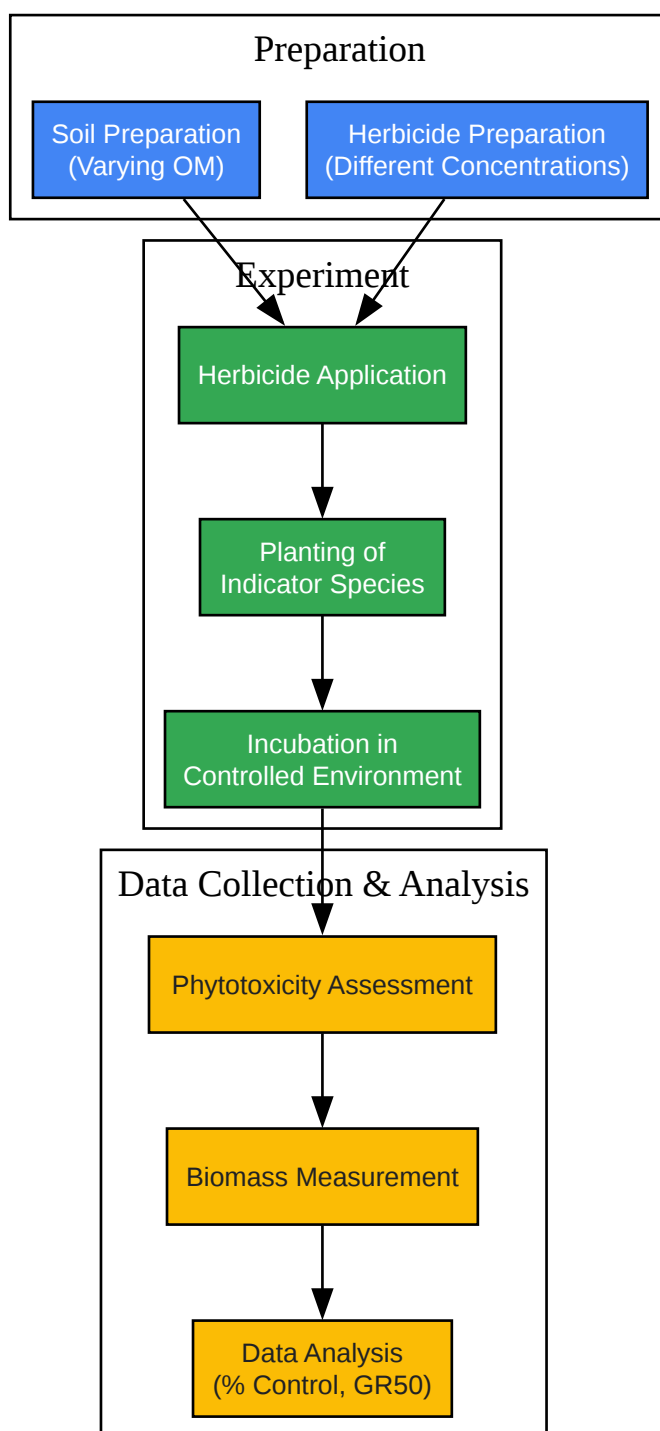 Preparation
Soil Preparation
(Varying OM)
Herbicide Preparation
(Different Concentrations)
Experiment
Herbicide Application
Planting of
Indicator Species
Incubation in
Controlled Environment
Data Collection & Analysis
Phytotoxicity Assessment
Biomass Measurement
Data Analysis
(% Control, GR50)